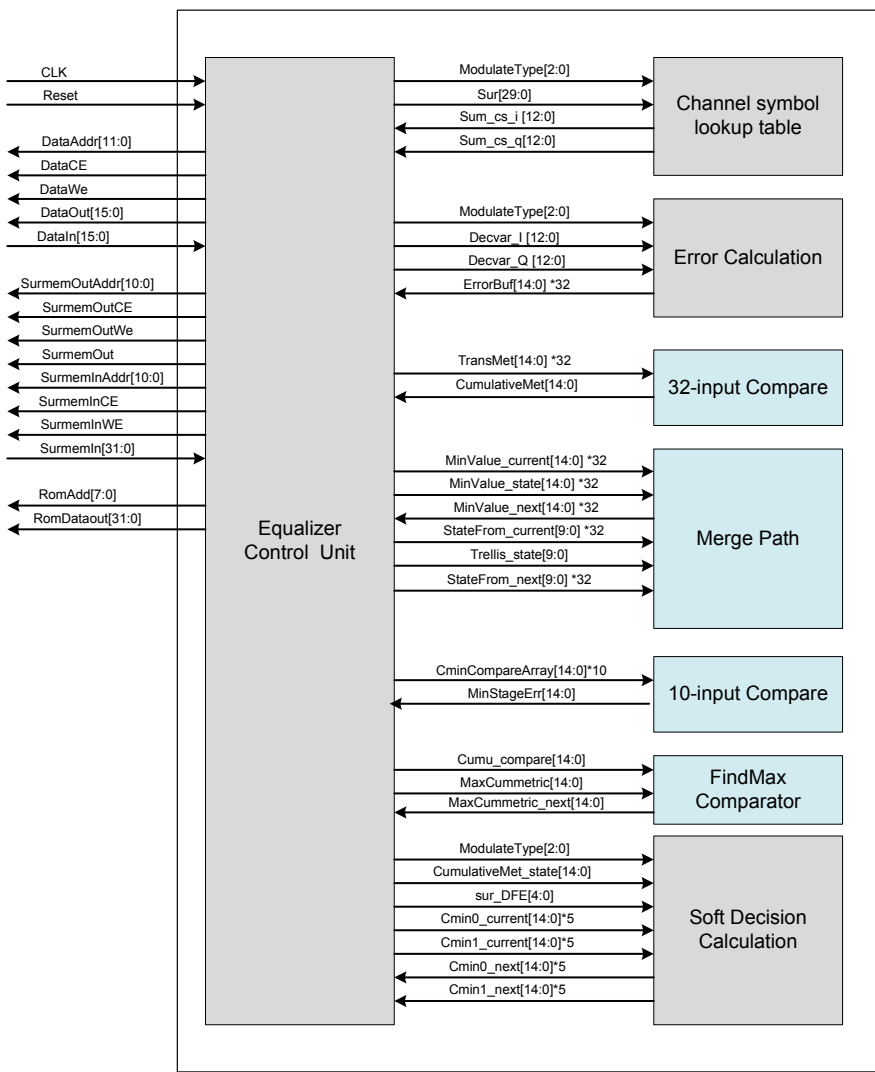 CLK
Reset
DataAddr[11:0]
DataCE
DataWe
DataOut[15:0]
DataIn[15:0]
SurmemOutAddr[10:0]
SurmemOutCE
SurmemOutWe
SurmemOut
SurmemInAddr[10:0]
SurmemInCE
SurmemInWE
SurmemIn[31:0]
RomAdd[7:0]
RomDataout[31:0]
Equalizer
Control Unit
ModulateType[2:0]
Sur[29:0]
Sum_cs_i [12:0]
Sum_cs_q[12:0]
Channel symbol
lookup table
ModulateType[2:0]
Decvar_I [12:0]
Decvar_Q [12:0]
ErrorBuf[14:0] *32
Error Calculation
TransMet[14:0] *32
CumulativeMet[14:0]
32-input Compare
MinValue_current[14:0] *32
MinValue_state[14:0] *32
MinValue_next[14:0] *32
StateFrom_current[9:0] *32
Trellis_state[9:0]
StateFrom_next[9:0] *32
Merge Path
CminCompareArray[14:0]*10
MinStageErr[14:0]
10-input Compare
Cumu_compare[14:0]
MaxCummetric[14:0]
MaxCummetric_next[14:0]
FindMax
Comparator
ModulateType[2:0]
CumulativeMet_state[14:0]
sur_DFE[4:0]
Cmin0_current[14:0]*5
Cmin1_current[14:0]*5
Cmin0_next[14:0]*5
Cmin1_next[14:0]*5
Soft Decision
Calculation